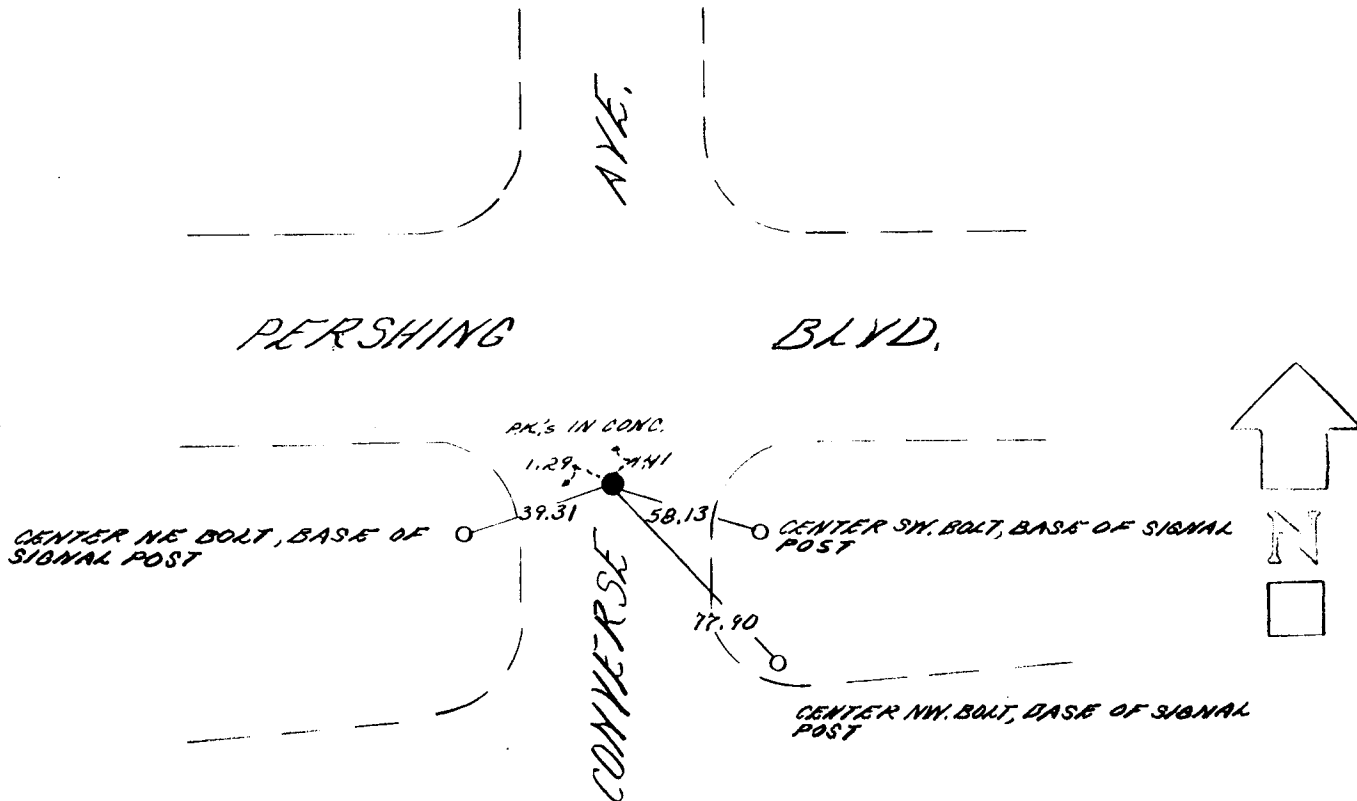 AVE.
PERSHING BLVD.
P.K.'s IN CONC.
1.29
39.31
58.13
CENTER NE BOLT, BASE OF
SIGNAL POST
CENTER SW. BOLT, BASE OF SIGNAL
POST
N
77.90
CONVERSE
CENTER NW. BOLT, BASE OF SIGNAL
POST